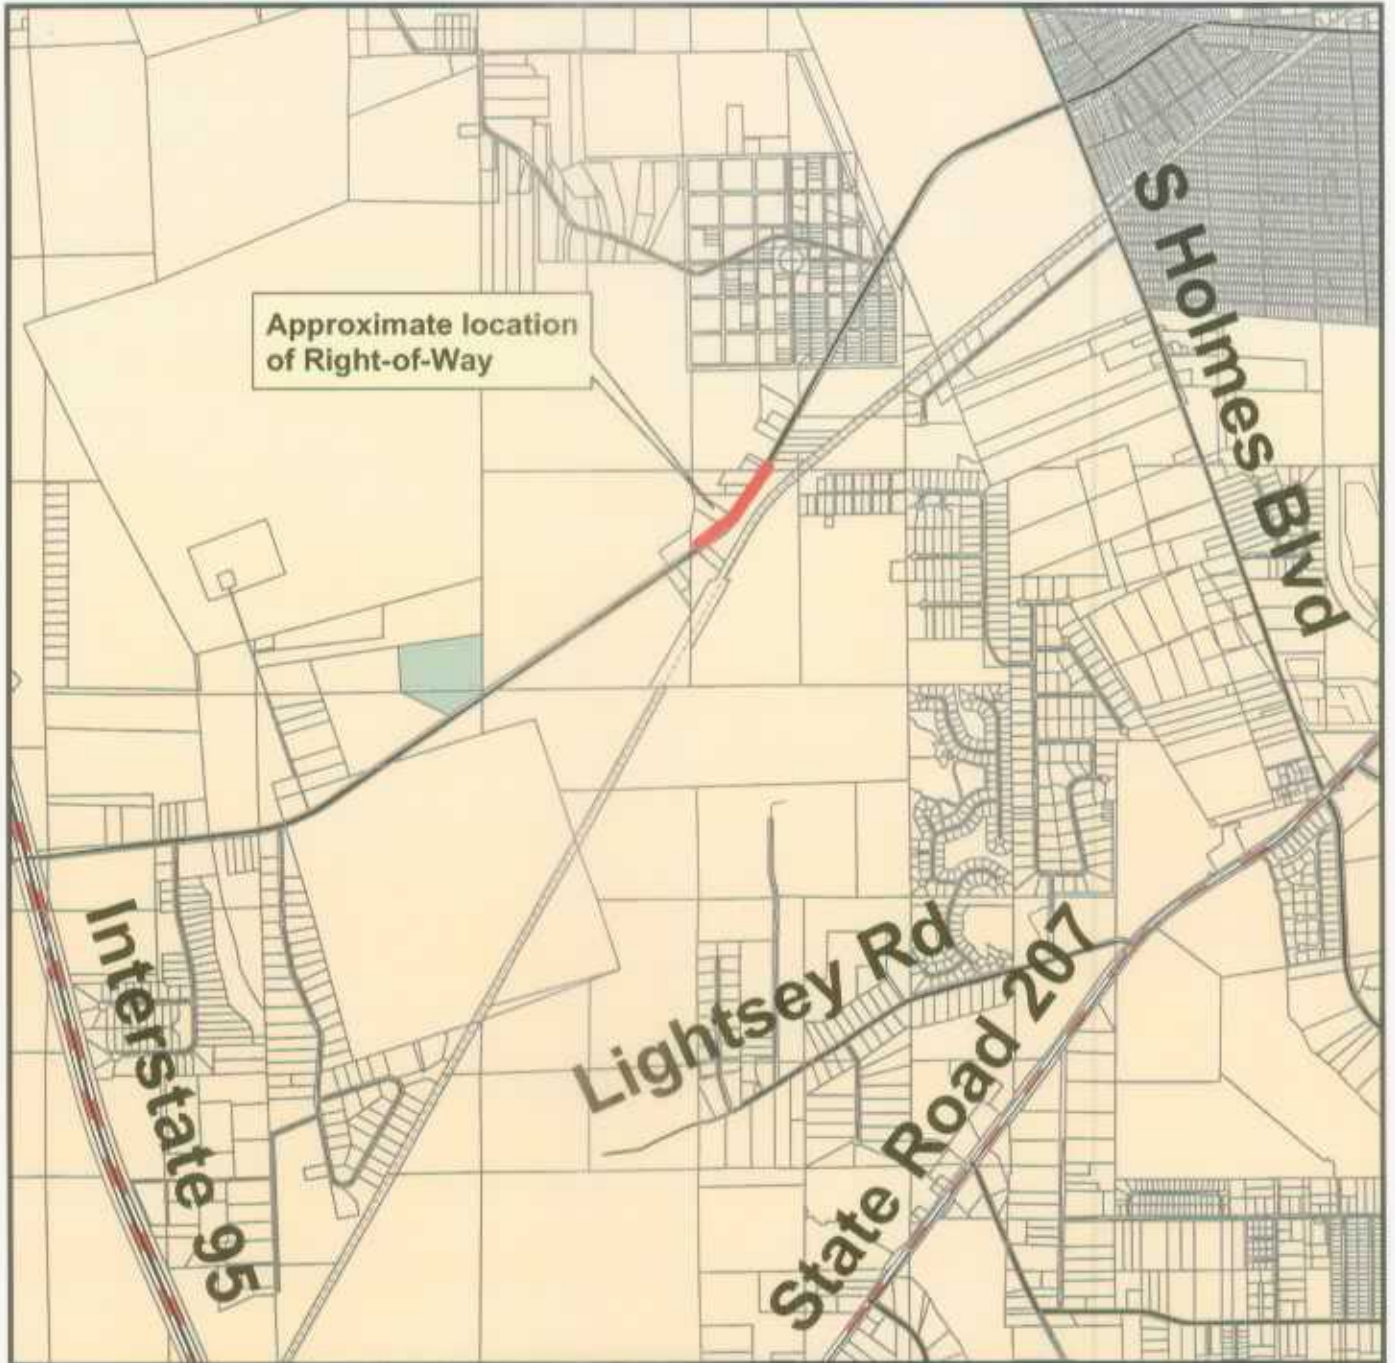 S Holmes Blvd
Approximate location
of Right-of-Way
Interstate 95
Lightsey Rd
State Road 207